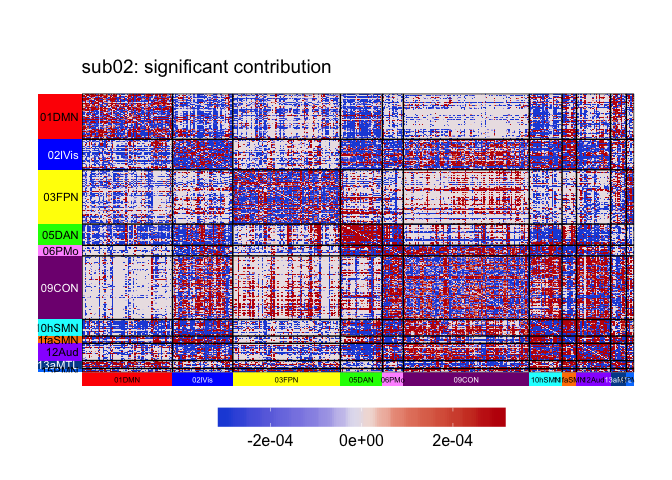 sub02: significant contribution
01DMN
02lVis
03FPN
05DAN
06PMo
09CON
10hSMN
1faSMN
12Aud
13aMTL
01DMN
02lVis
03FPN
05DAN
06PMo
09CON
10hSMN
-2e-04 0e+00 2e-04